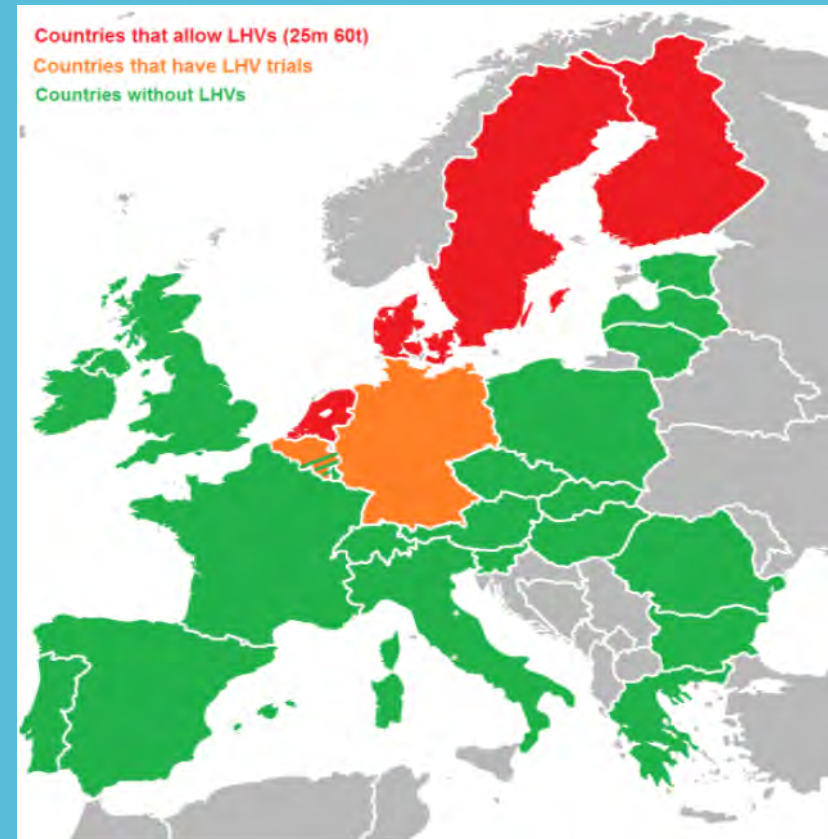 Countries that allow LHVs (25m 60t)
Countries that have LHV trials
Countries without LHVs